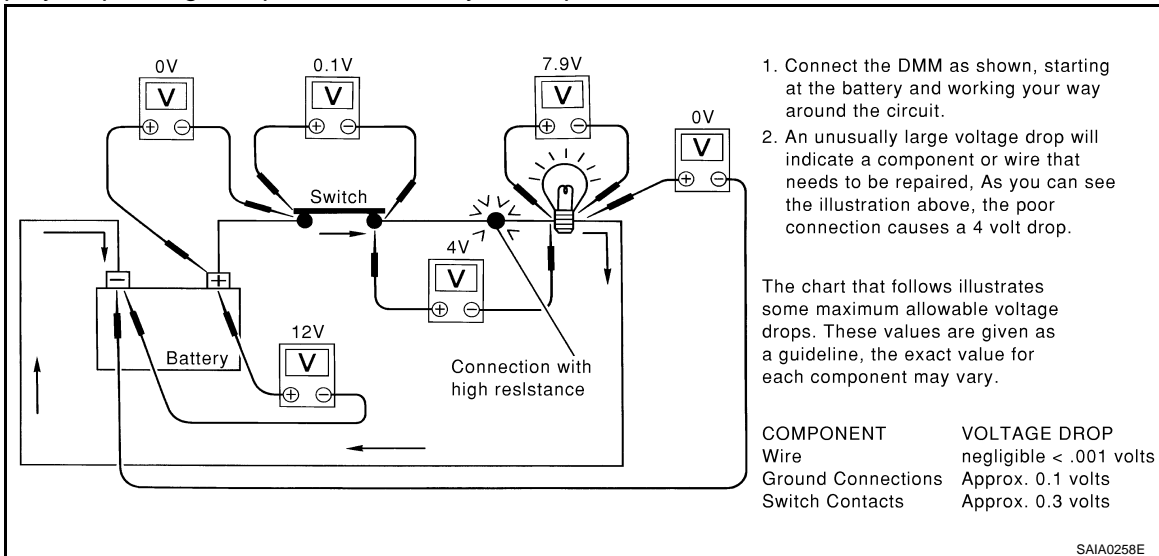 0V
0.1V
7.9V
0V
V
V
V
V
Switch
4V
V
12V
V
Battery
Connection with
high reslstance
1. Connect the DMM as shown, starting
at the battery and working your way
around the circuit.
2. An unusually large voltage drop will
indicate a component or wire that
needs to be repaired, As you can see
the illustration above, the poor
connection causes a 4 volt drop.
The chart that follows illustrates
some maximum allowable voltage
drops. These values are given as
a guideline, the exact value for
each component may vary.
COMPONENT VOLTAGE DROP
Wire negligible < .001 volts
Ground Connections Approx. 0.1 volts
Switch Contacts Approx. 0.3 volts
SAIA0258E